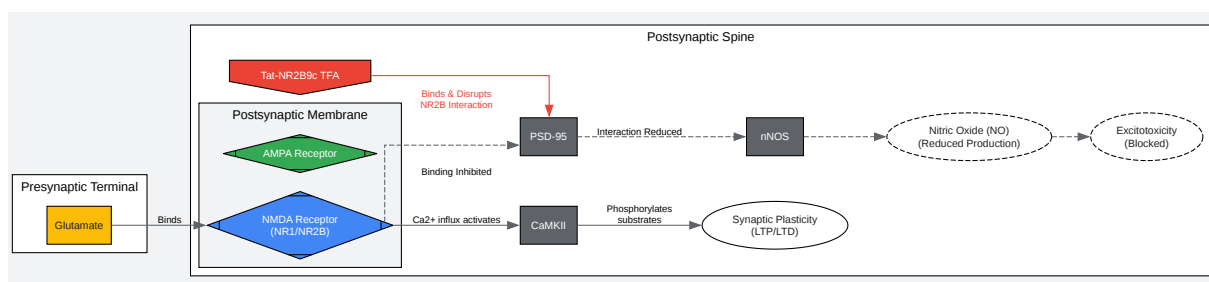 Postsynaptic Spine
Tat-NR2B9c TFA
Binds & Disrupts
NR2B Interaction
Postsynaptic Membrane
PSD-95
Interaction Reduced
nNOS
Nitric Oxide (NO)
(Reduced Production)
Excitotoxicity
(Blocked)
AMPA Receptor
Binding Inhibited
Presynaptic Terminal
Glutamate
Binds
NMDA Receptor
(NR1/NR2B)
Ca2+ influx activates
CaMKII
Phosphorylates
substrates
Synaptic Plasticity
(LTP/LTD)